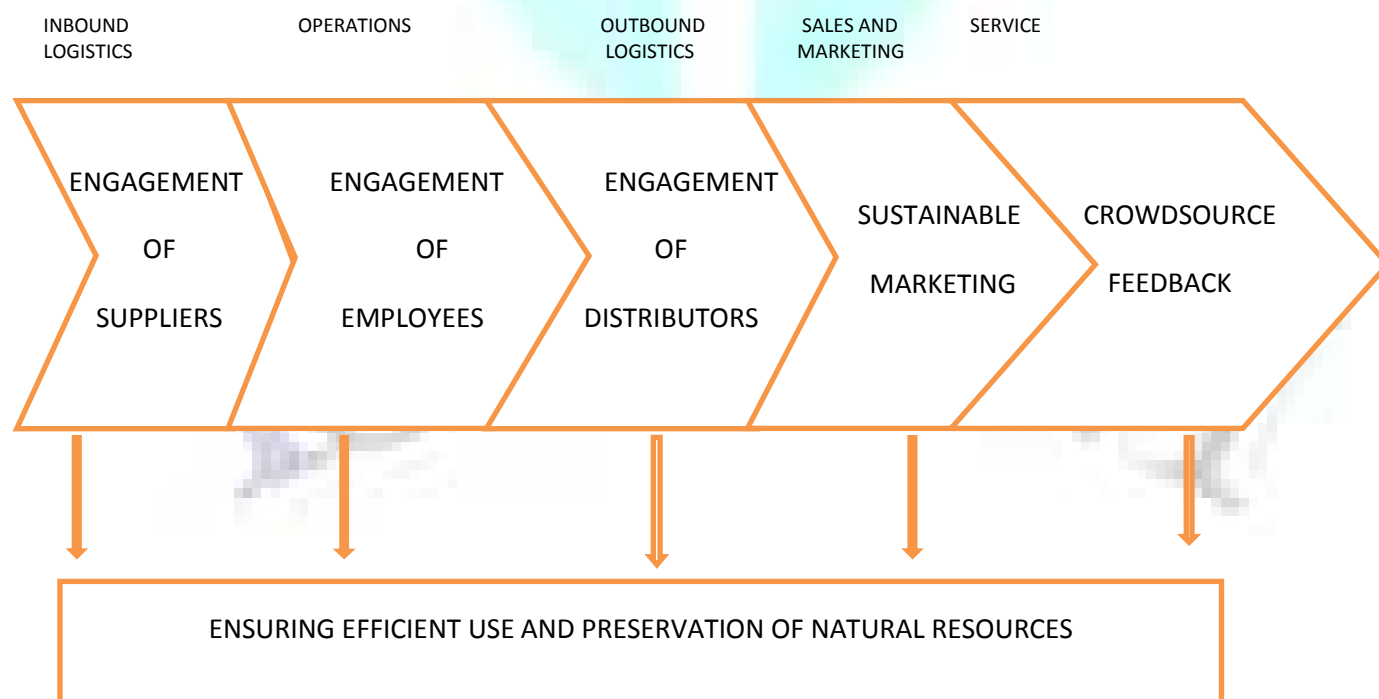 INBOUND
LOGISTICS
OPERATIONS
OUTBOUND
LOGISTICS
SALES AND
MARKETING
SERVICE
ENGAGEMENT
OF
SUPPLIERS
ENGAGEMENT
OF
EMPLOYEES
ENGAGEMENT
OF
DISTRIBUTORS
SUSTAINABLE
MARKETING
CROWDSOURCE
FEEDBACK
ENSURING EFFICIENT USE AND PRESERVATION OF NATURAL RESOURCES